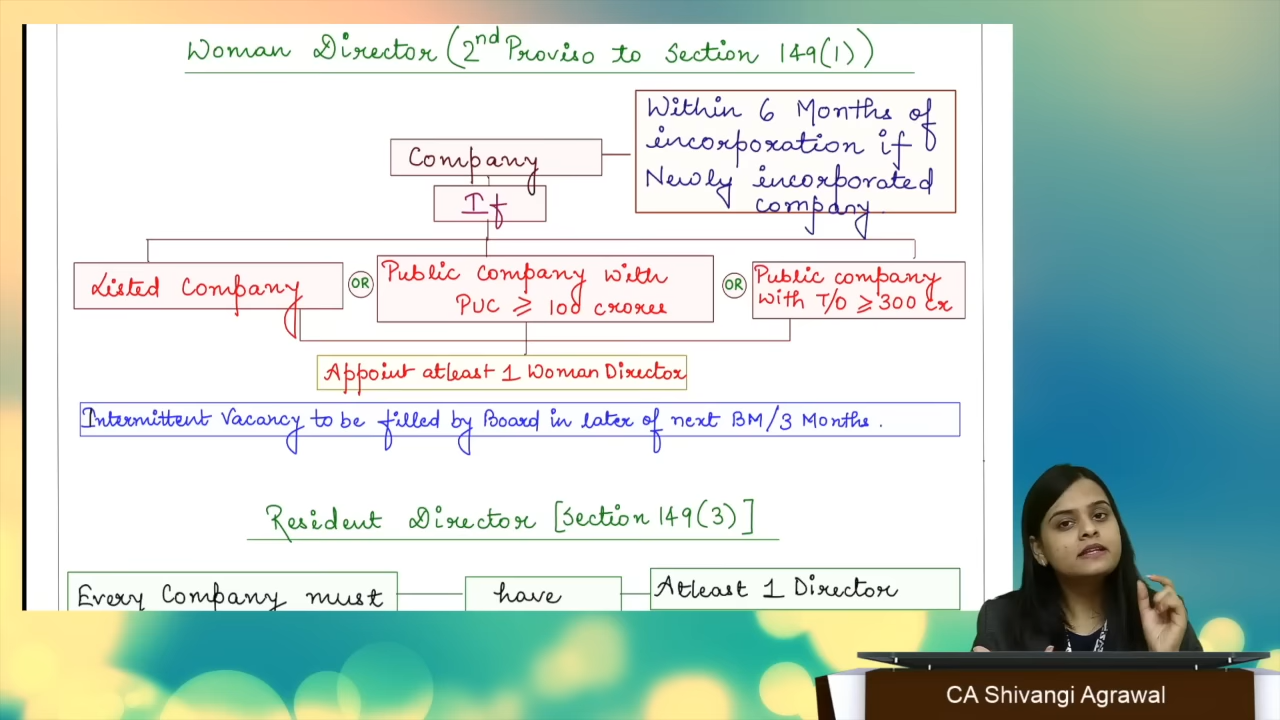 Woman Director (2nd Proviso to Section 149(1))
Within 6 Months of
incorporation if
Newly incorporated
company.
Company
If
Listed Company
OR
Public Company with
PUC ⩾ 100 crores
OR
Public company
with T/O ⩾ 300 Cr
Appoint atleast 1 Woman Director
Intermittent Vacancy to be filled by Board in later of next BM/3 Months.
Resident Director [Section 149(3)]
Every Company must
have
Atleast 1 Director
CA Shivangi Agrawal